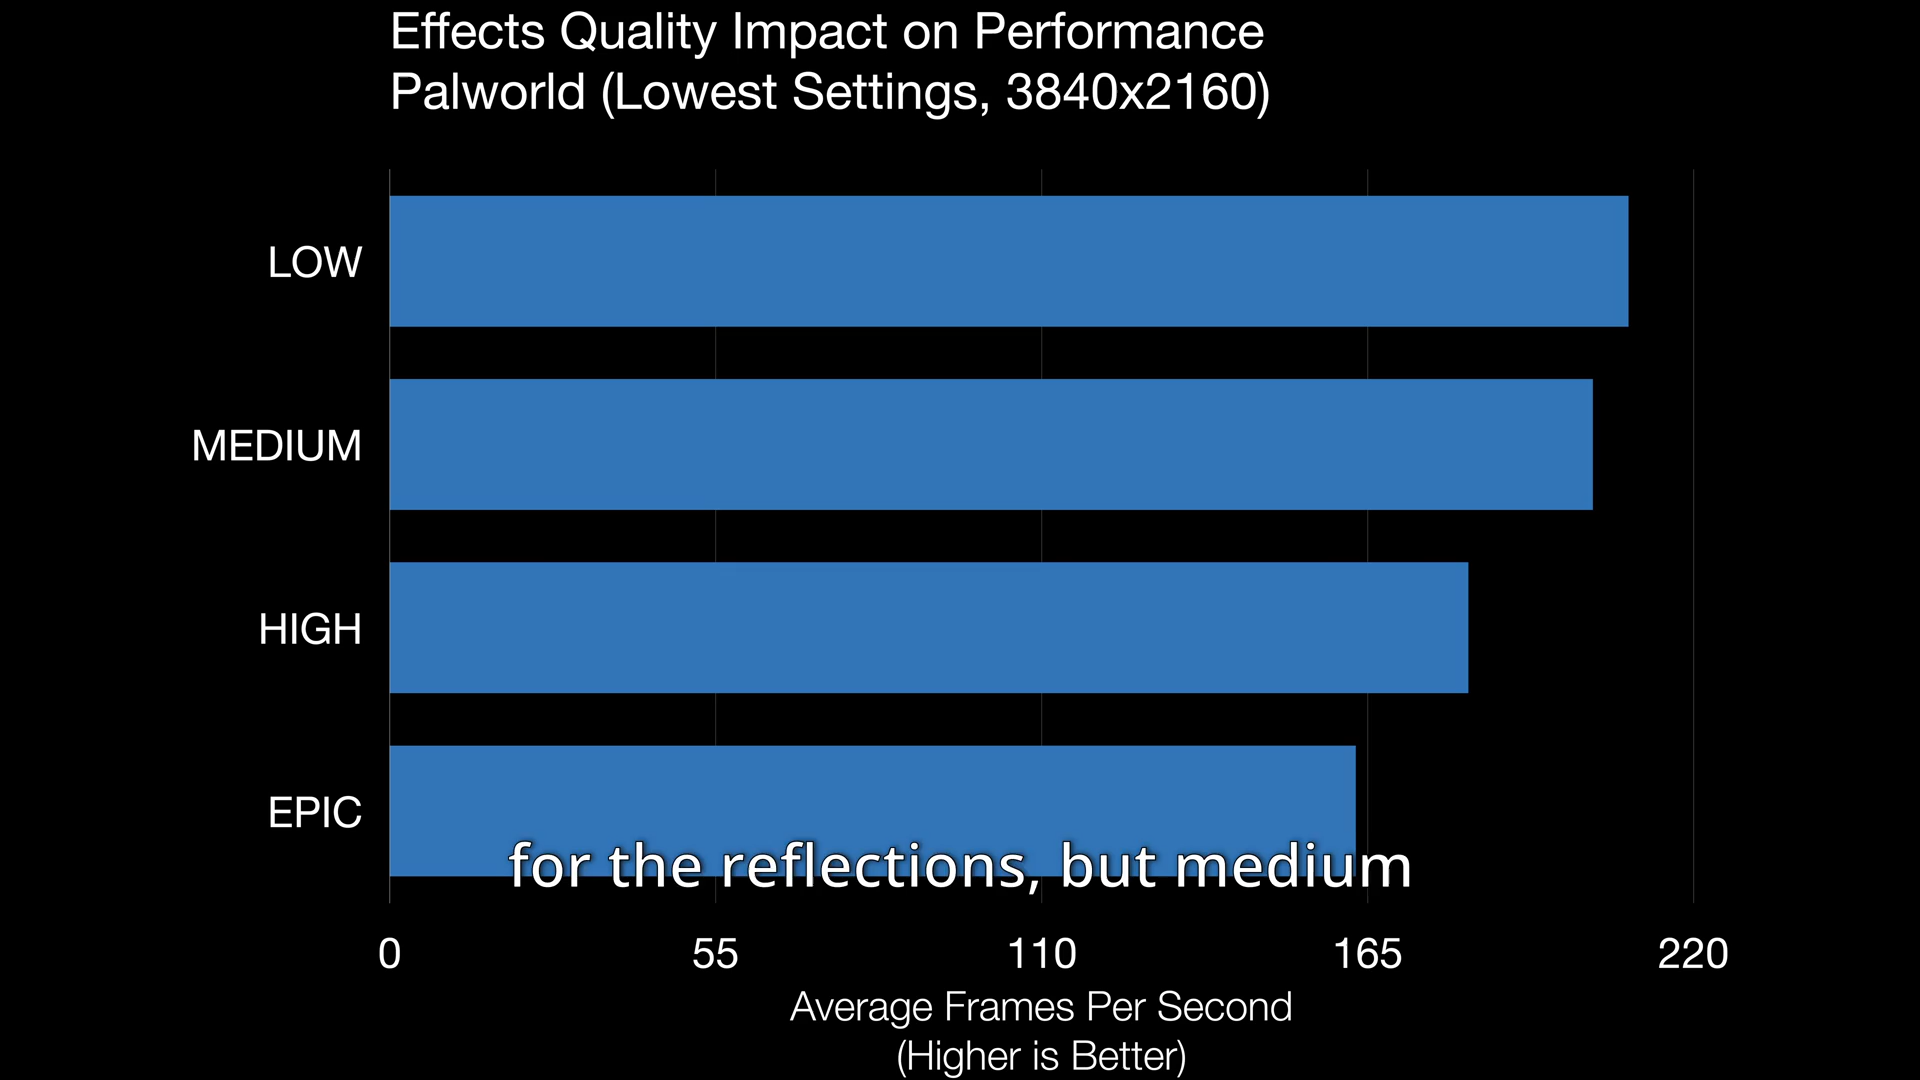 Effects Quality Impact on Performance
Palworld (Lowest Settings, 3840x2160)
LOW
MEDIUM
HIGH
EPIC
for the reflections, but medium
0 55 110 165 220
Average Frames Per Second
(Higher is Better)